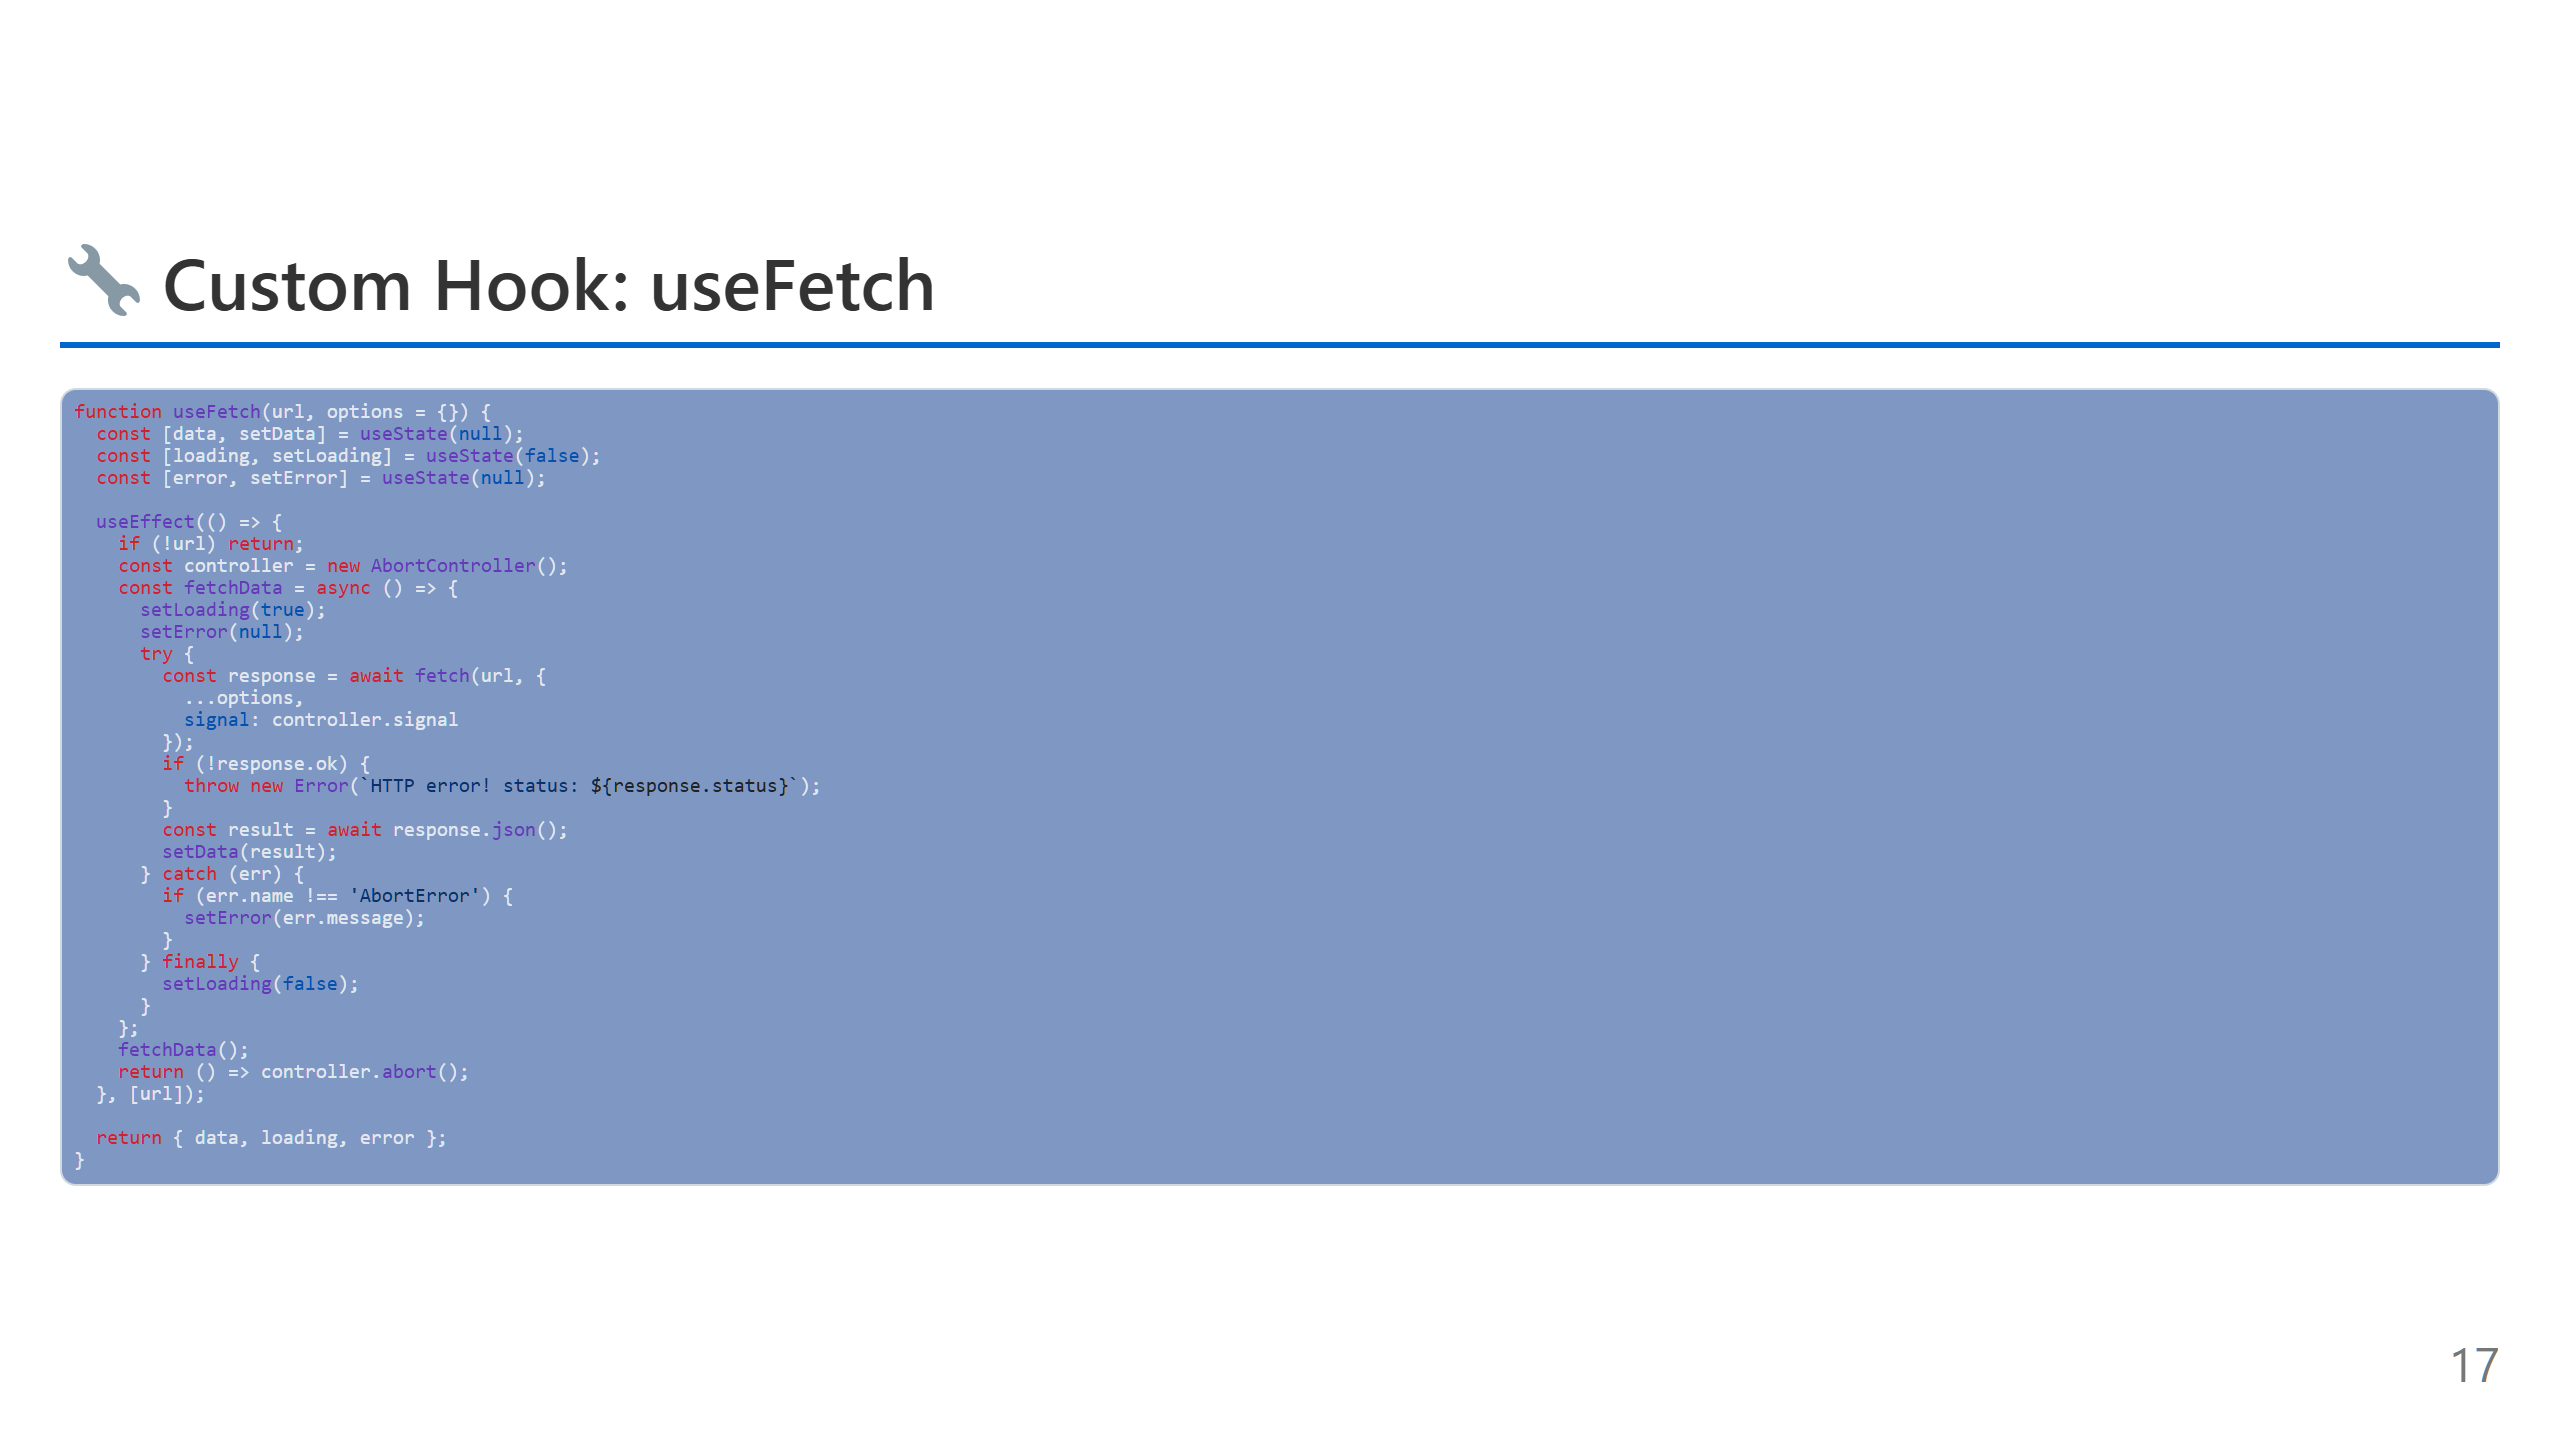 🔧 Custom Hook: useFetch
function useFetch(url, options = {}) {
  const [data, setData] = useState(null);
  const [loading, setLoading] = useState(false);
  const [error, setError] = useState(null);

  useEffect(() => {
    if (!url) return;
    const controller = new AbortController();
    const fetchData = async () => {
      setLoading(true);
      setError(null);
      try {
        const response = await fetch(url, {
          ...options,
          signal: controller.signal
        });
        if (!response.ok) {
          throw new Error(`HTTP error! status: ${response.status}`);
        }
        const result = await response.json();
        setData(result);
      } catch (err) {
        if (err.name !== 'AbortError') {
          setError(err.message);
        }
      } finally {
        setLoading(false);
      }
    };
    fetchData();
    return () => controller.abort();
  }, [url]);

  return { data, loading, error };
}
17